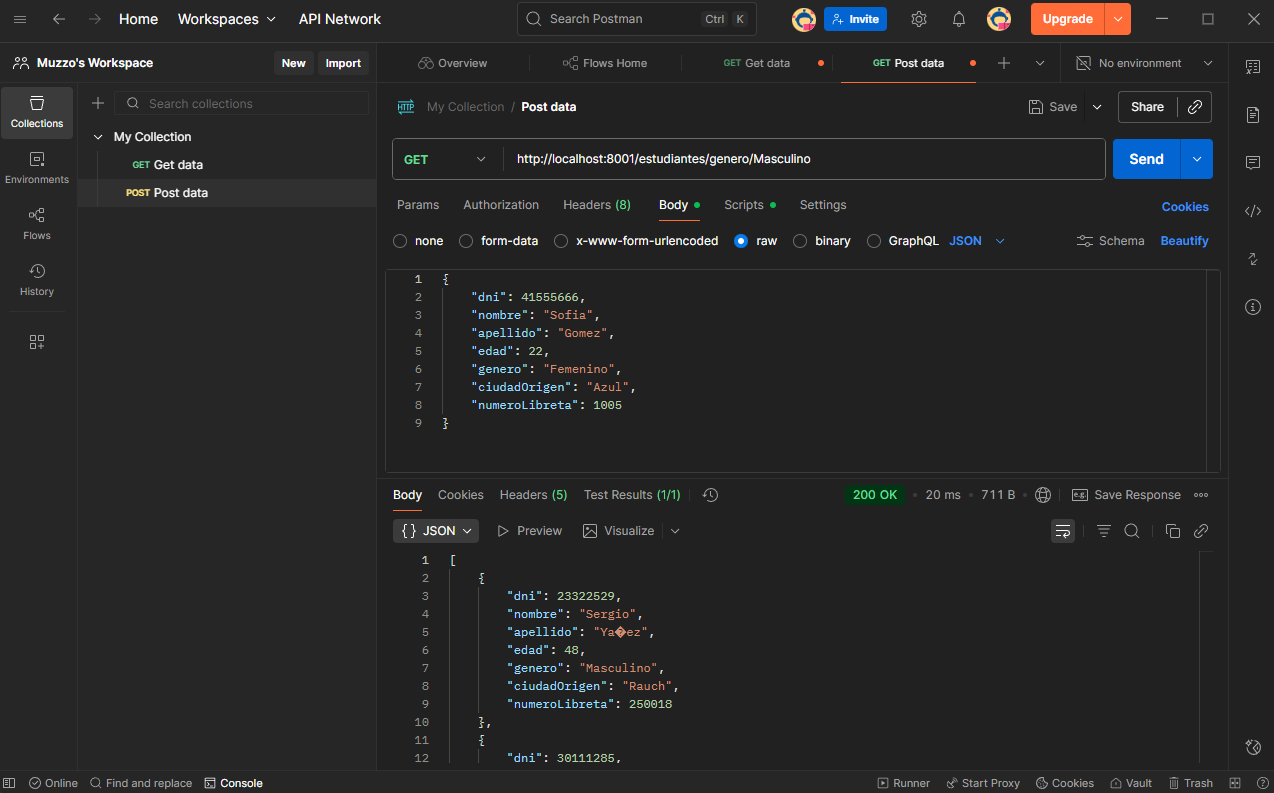 Home Workspaces API Network Search Postman Ctrl K Invite Upgrade
Muzzo's Workspace New Import Overview Flows Home GET Get data GET Post data No environment
Collections
Environments
Flows
History
Search collections
My Collection
GET Get data
POST Post data
HTTP My Collection / Post data Save Share
GET http://localhost:8001/estudiantes/genero/Masculino Send
Params Authorization Headers (8) Body Scripts Settings Cookies
none form-data x-www-form-urlencoded raw binary GraphQL JSON Schema Beautify
1 {
2 "dni": 41555666,
3 "nombre": "Sofia",
4 "apellido": "Gomez",
5 "edad": 22,
6 "genero": "Femenino",
7 "ciudadOrigen": "Azul",
8 "numeroLibreta": 1005
9 }
Body Cookies Headers (5) Test Results (1/1) 200 OK • 20 ms • 711 B • e.g. Save Response
{} JSON Preview Visualize
1 [
2 {
3 "dni": 23322529,
4 "nombre": "Sergio",
5 "apellido": "Ya�ez",
6 "edad": 48,
7 "genero": "Masculino",
8 "ciudadOrigen": "Rauch",
9 "numeroLibreta": 250018
10 },
11 {
12 "dni": 30111285,
Online Find and replace Console Runner Start Proxy Cookies Vault Trash